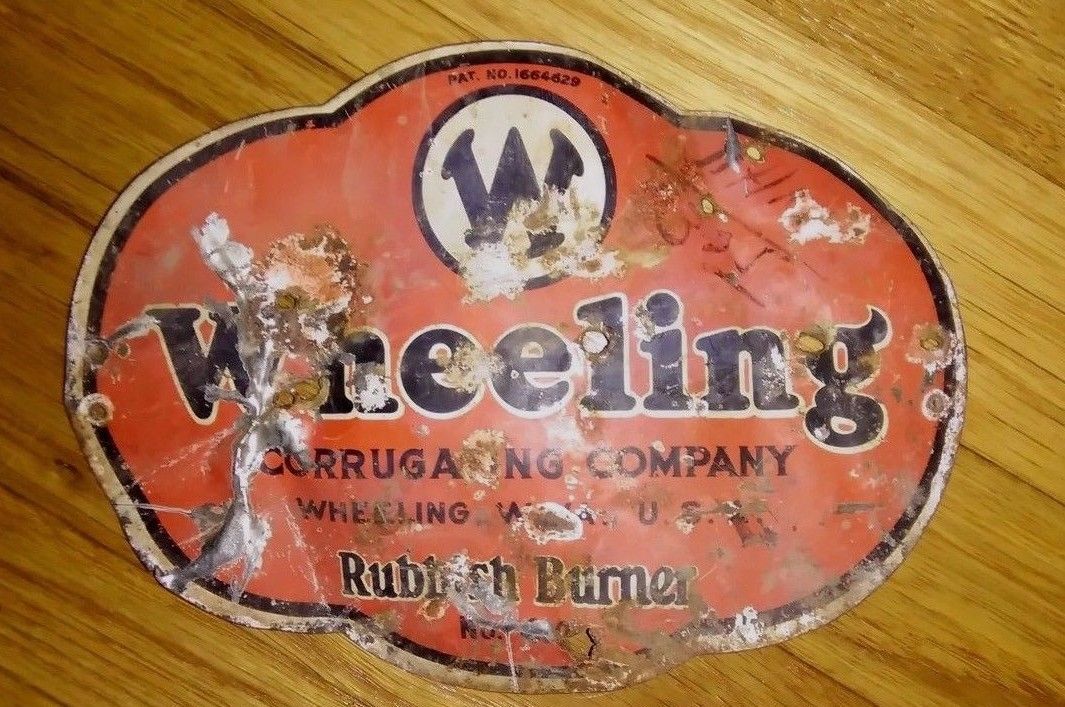 PAT. NO. 1664629
W
Wheeling
CORRUGATING COMPANY
WHEELING, W. VA., U. S. A.
Rubbish Burner
NO.